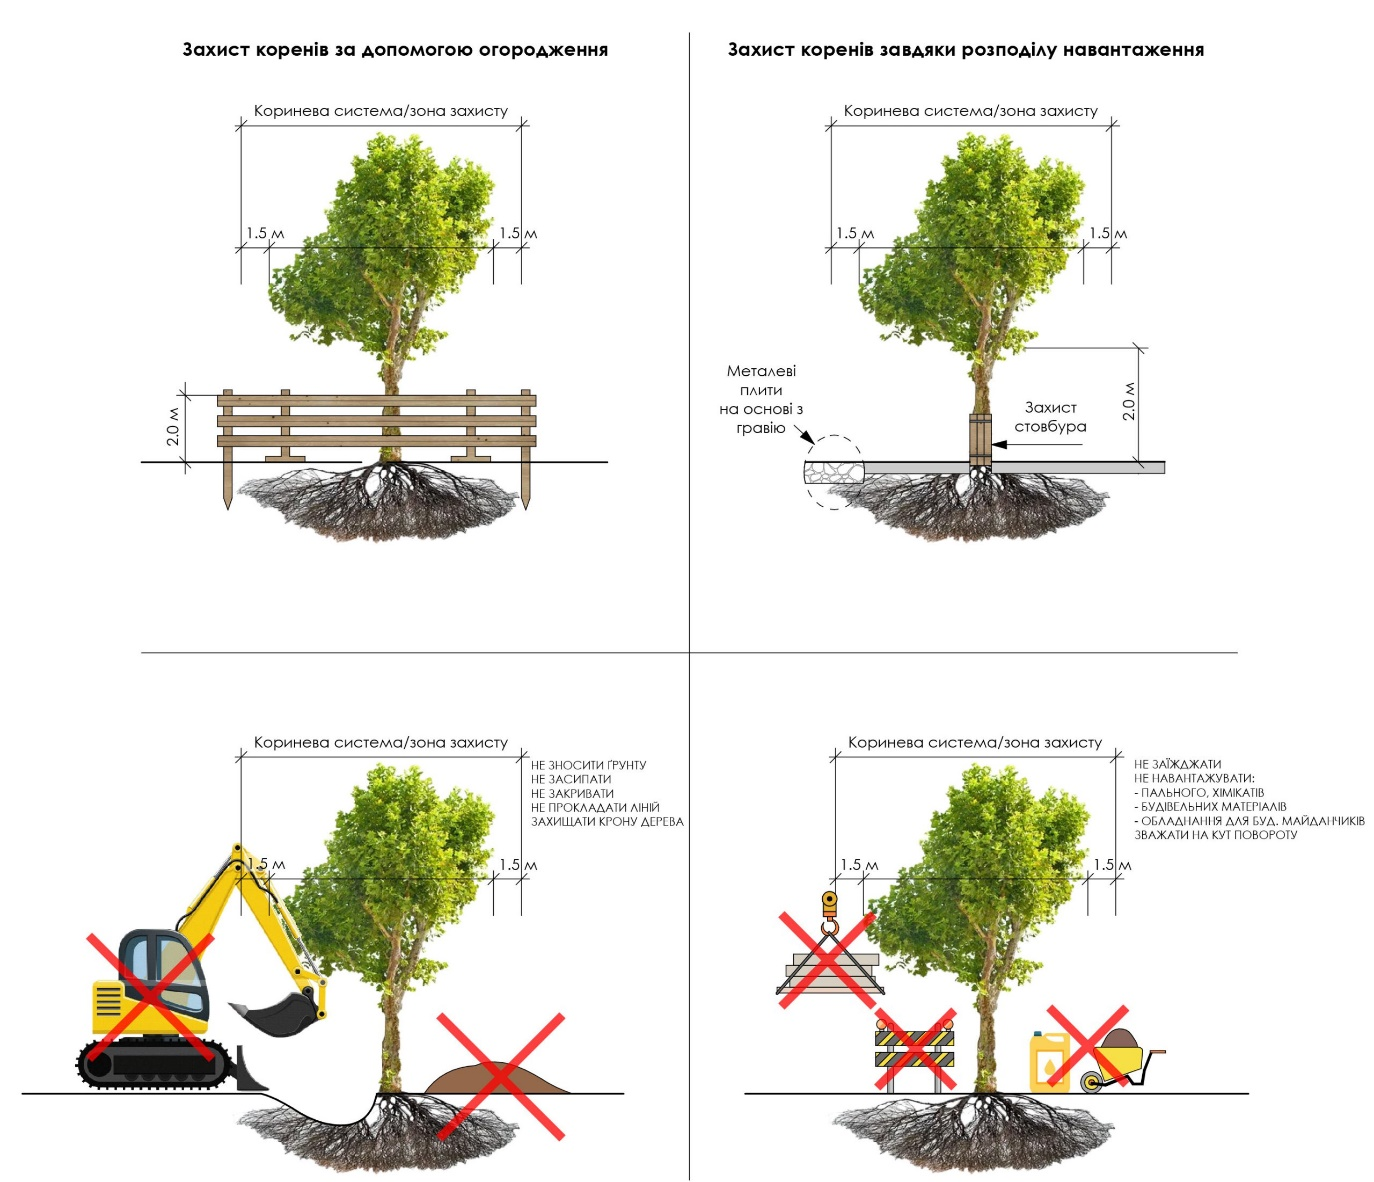 Захист коренів за допомогою огородження
Коринева система/зона захисту
1.5 м
1.5 м
2.0 м
Захист коренів завдяки розподілу навантаження
Коринева система/зона захисту
1.5 м
1.5 м
Металеві
плити
на основі з
гравію
Захист
стовбура
2.0 м
Коринева система/зона захисту
НЕ ЗНОСИТИ ҐРУНТУ
НЕ ЗАСИПАТИ
НЕ ЗАКРИВАТИ
НЕ ПРОКЛАДАТИ ЛІНІЙ
ЗАХИЩАТИ КРОНУ ДЕРЕВА
1.5 м
1.5 м
Коринева система/зона захисту
НЕ ЗАЇЖДЖАТИ
НЕ НАВАНТАЖУВАТИ:
- ПАЛЬНОГО, ХІМІКАТІВ
- БУДІВЕЛЬНИХ МАТЕРІАЛІВ
- ОБЛАДНАННЯ ДЛЯ БУД. МАЙДАНЧИКІВ
ЗВАЖАТИ НА КУТ ПОВОРОТУ
1.5 м
1.5 м